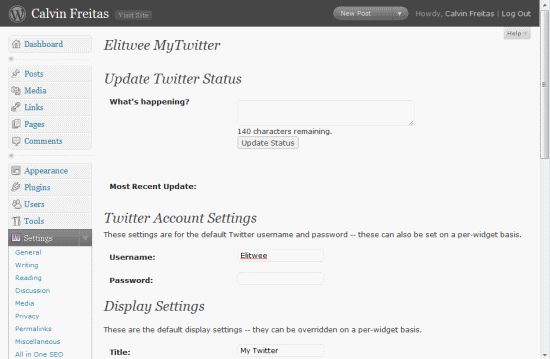 Calvin Freitas Visit Site New Post Howdy, Calvin Freitas | Log Out
Help
Dashboard
Posts
Media
Links
Pages
Comments
Appearance
Plugins
Users
Tools
Settings
General
Writing
Reading
Discussion
Media
Privacy
Permalinks
Miscellaneous
All in One SEO
Elitwee MyTwitter
Update Twitter Status
What's happening?
140 characters remaining.
Update Status
Most Recent Update:
Twitter Account Settings
These settings are for the default Twitter username and password -- these can also be set on a per-widget basis.
Username: Elitwee
Password:
Display Settings
These are the default display settings -- they can be overridden on a per-widget basis.
Title: My Twitter